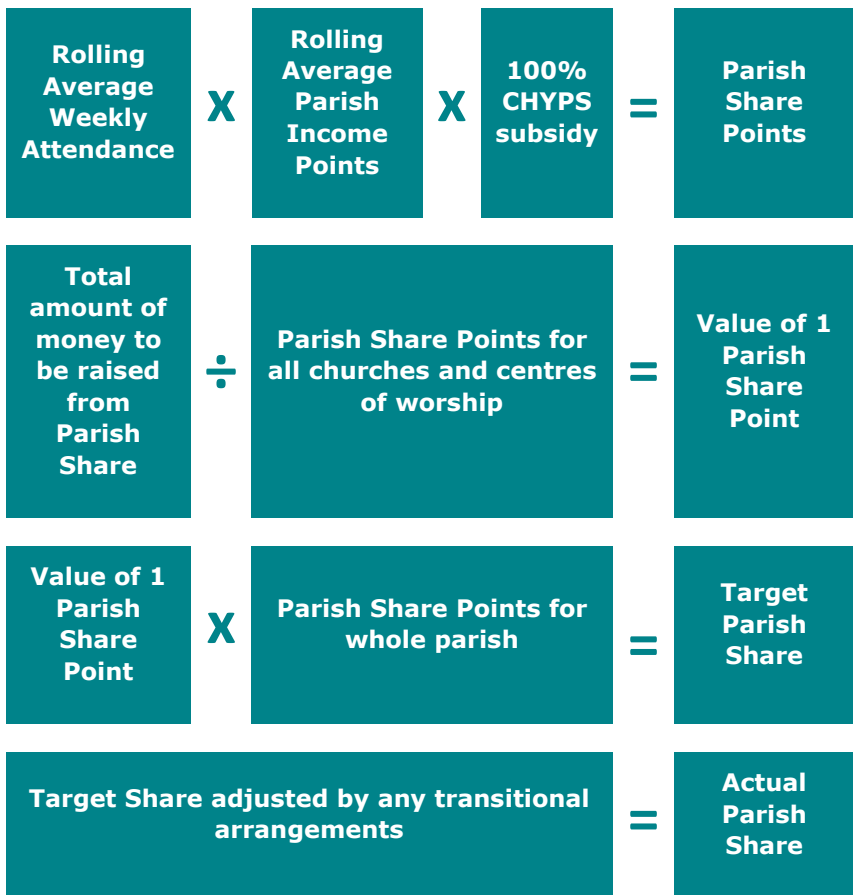 Rolling
Average
Weekly
Attendance
X
Rolling
Average
Parish
Income
Points
X
100%
CHYPS
subsidy
=
Parish
Share
Points
Total
amount of
money to
be raised
from
Parish
Share
÷
Parish Share Points for
all churches and centres
of worship
=
Value of 1
Parish
Share
Point
Value of 1
Parish
Share
Point
X
Parish Share Points for
whole parish
=
Target
Parish
Share
Target Share adjusted by any transitional
arrangements
=
Actual
Parish
Share